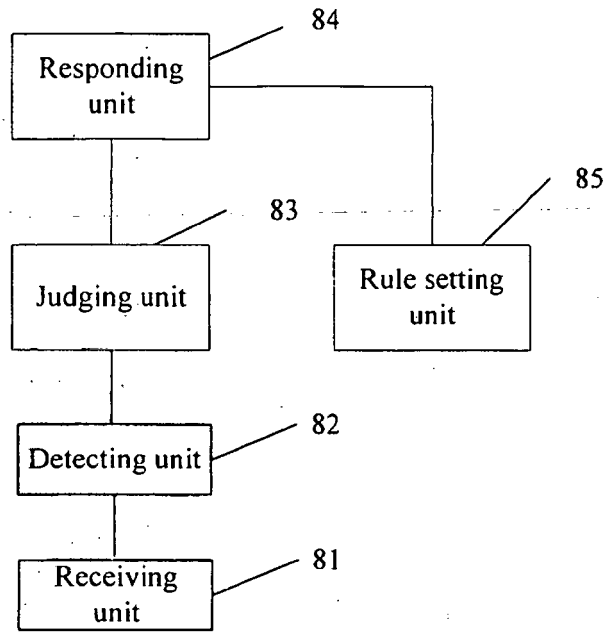 84
Responding
unit
85
83
Judging unit
Rule setting
unit
82
Detecting unit
81
Receiving
unit